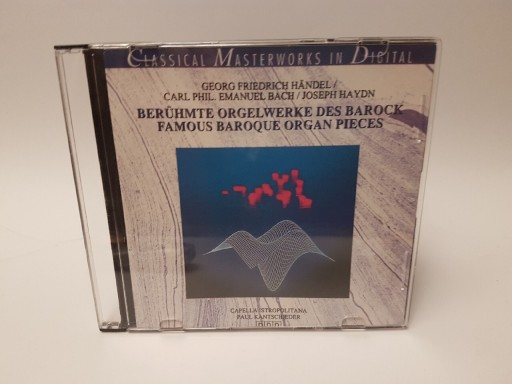 CLASSICAL MASTERWORKS IN DIGITAL
GEORG FRIEDRICH HÄNDEL/
CARL PHIL. EMANUEL BACH / JOSEPH HAYDN
BERÜHMTE ORGELWERKE DES BAROCK
FAMOUS BAROQUE ORGAN PIECES
CAPELLA ISTROPOLITANA
PAUL KANTSCHIEDER
DDD